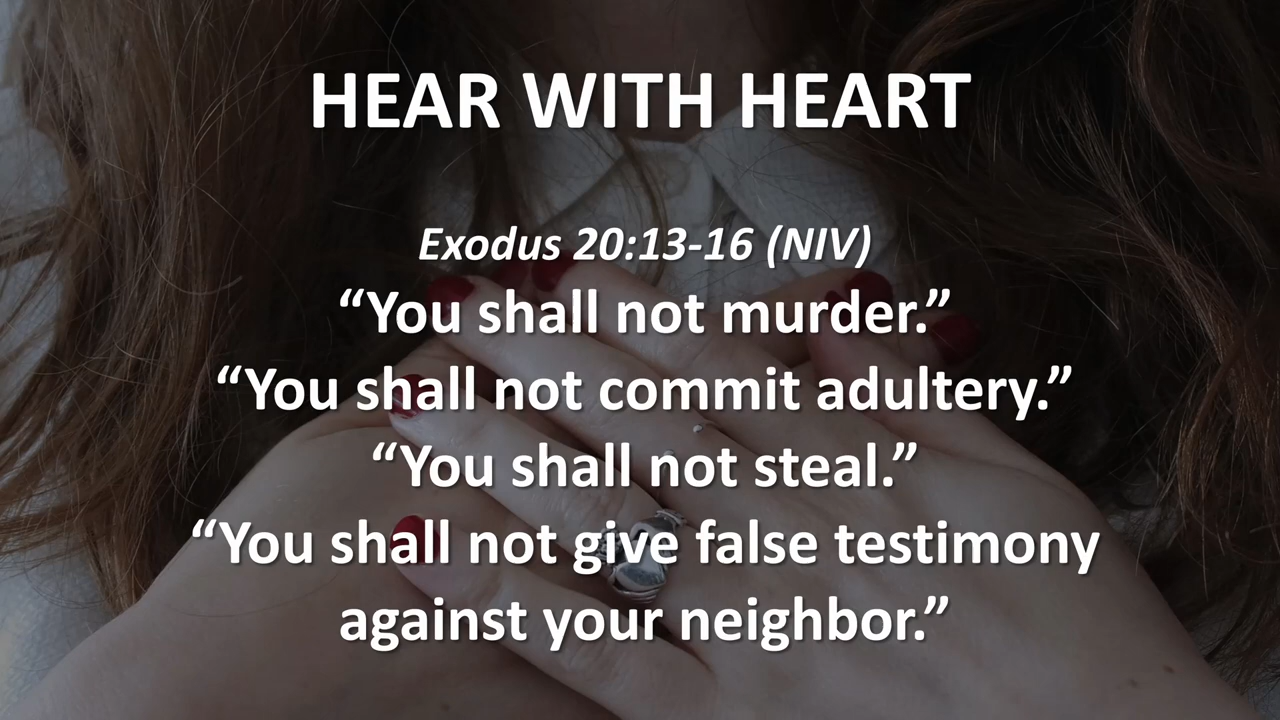 HEAR WITH HEART
Exodus 20:13-16 (NIV)
“You shall not murder.”
“You shall not commit adultery.”
“You shall not steal.”
“You shall not give false testimony
against your neighbor.”